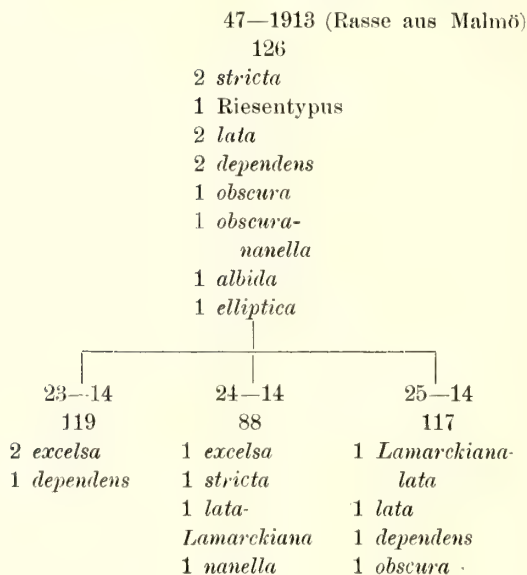 47—1913 (Rasse aus Malmö)
126
2 stricta
1 Riesentypus
2 lata
2 dependens
1 obscura
1 obscura-
nanella
1 albida
1 elliptica
23—14
119
2 excelsa
1 dependens
24—14
88
1 excelsa
1 stricta
1 lata-
Lamarckiana
1 nanella
25—14
117
1 Lamarckiana-
lata
1 lata
1 dependens
1 obscura